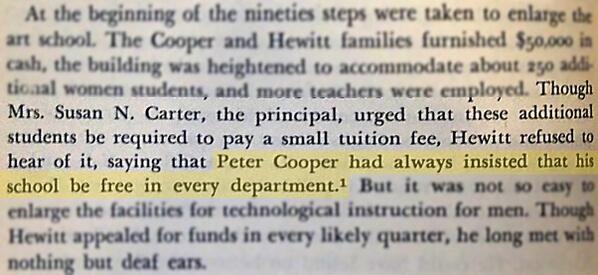 At the beginning of the nineties steps were taken to enlarge the
art school. The Cooper and Hewitt families furnished $50,000 in
cash, the building was heightened to accommodate about 250 addi-
tional women students, and more teachers were employed. Though
Mrs. Susan N. Carter, the principal, urged that these additional
students be required to pay a small tuition fee, Hewitt refused to
hear of it, saying that Peter Cooper had always insisted that his
school be free in every department.¹ But it was not so easy to
enlarge the facilities for technological instruction for men. Though
Hewitt appealed for funds in every likely quarter, he long met with
nothing but deaf ears.